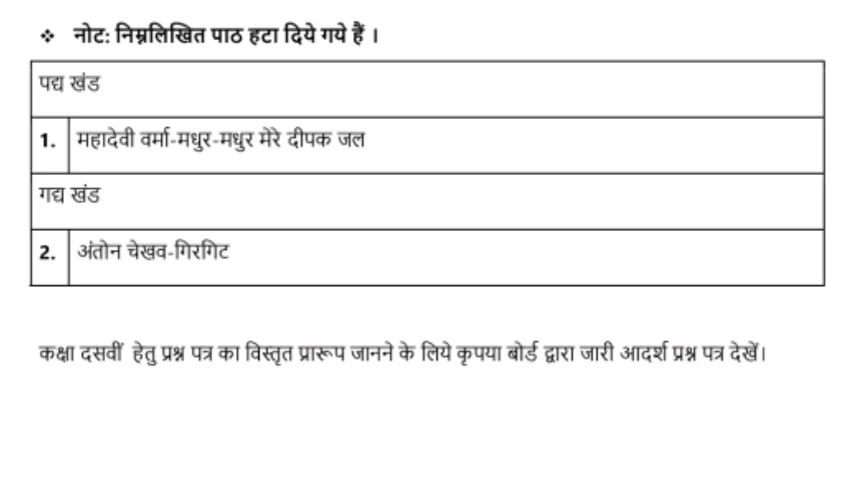 ❖ नोट: निम्नलिखित पाठ हटा दिये गये हैं ।
पद्य खंड
1. महादेवी वर्मा-मधुर-मधुर मेरे दीपक जल
गद्य खंड
2. अंतोन चेखव-गिरगिट
कक्षा दसवीं हेतु प्रश्न पत्र का विस्तृत प्रारूप जानने के लिये कृपया बोर्ड द्वारा जारी आदर्श प्रश्न पत्र देखें।